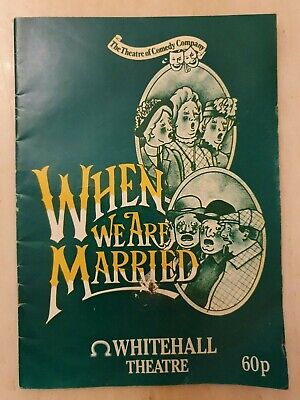 The Theatre of Comedy Company
WHEN
WE ARE
MARRIED
WHITEHALL
THEATRE
60p